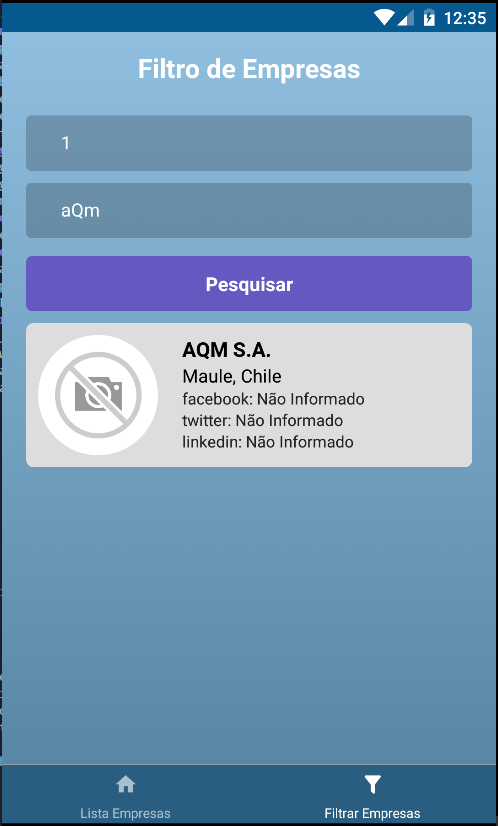 12:35
Filtro de Empresas
1
aQm
Pesquisar
AQM S.A.
Maule, Chile
facebook: Não Informado
twitter: Não Informado
linkedin: Não Informado
Lista Empresas
Filtrar Empresas